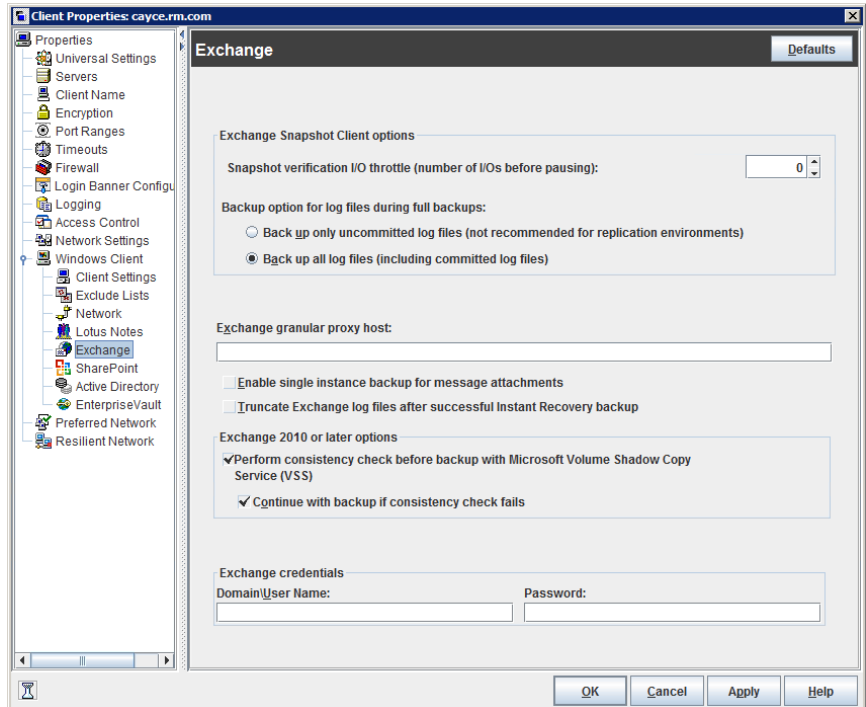 Client Properties: cayce.rm.com
Properties
Universal Settings
Servers
Client Name
Encryption
Port Ranges
Timeouts
Firewall
Login Banner Configu
Logging
Access Control
Network Settings
Windows Client
Client Settings
Exclude Lists
Network
Lotus Notes
Exchange
SharePoint
Active Directory
EnterpriseVault
Preferred Network
Resilient Network
Exchange
Defaults
Exchange Snapshot Client options
Snapshot verification I/O throttle (number of I/Os before pausing):
0
Backup option for log files during full backups:
Back up only uncommitted log files (not recommended for replication environments)
Back up all log files (including committed log files)
Exchange granular proxy host:
Enable single instance backup for message attachments
Truncate Exchange log files after successful Instant Recovery backup
Exchange 2010 or later options
Perform consistency check before backup with Microsoft Volume Shadow Copy
Service (VSS)
Continue with backup if consistency check fails
Exchange credentials
Domain\User Name:
Password:
OK
Cancel
Apply
Help